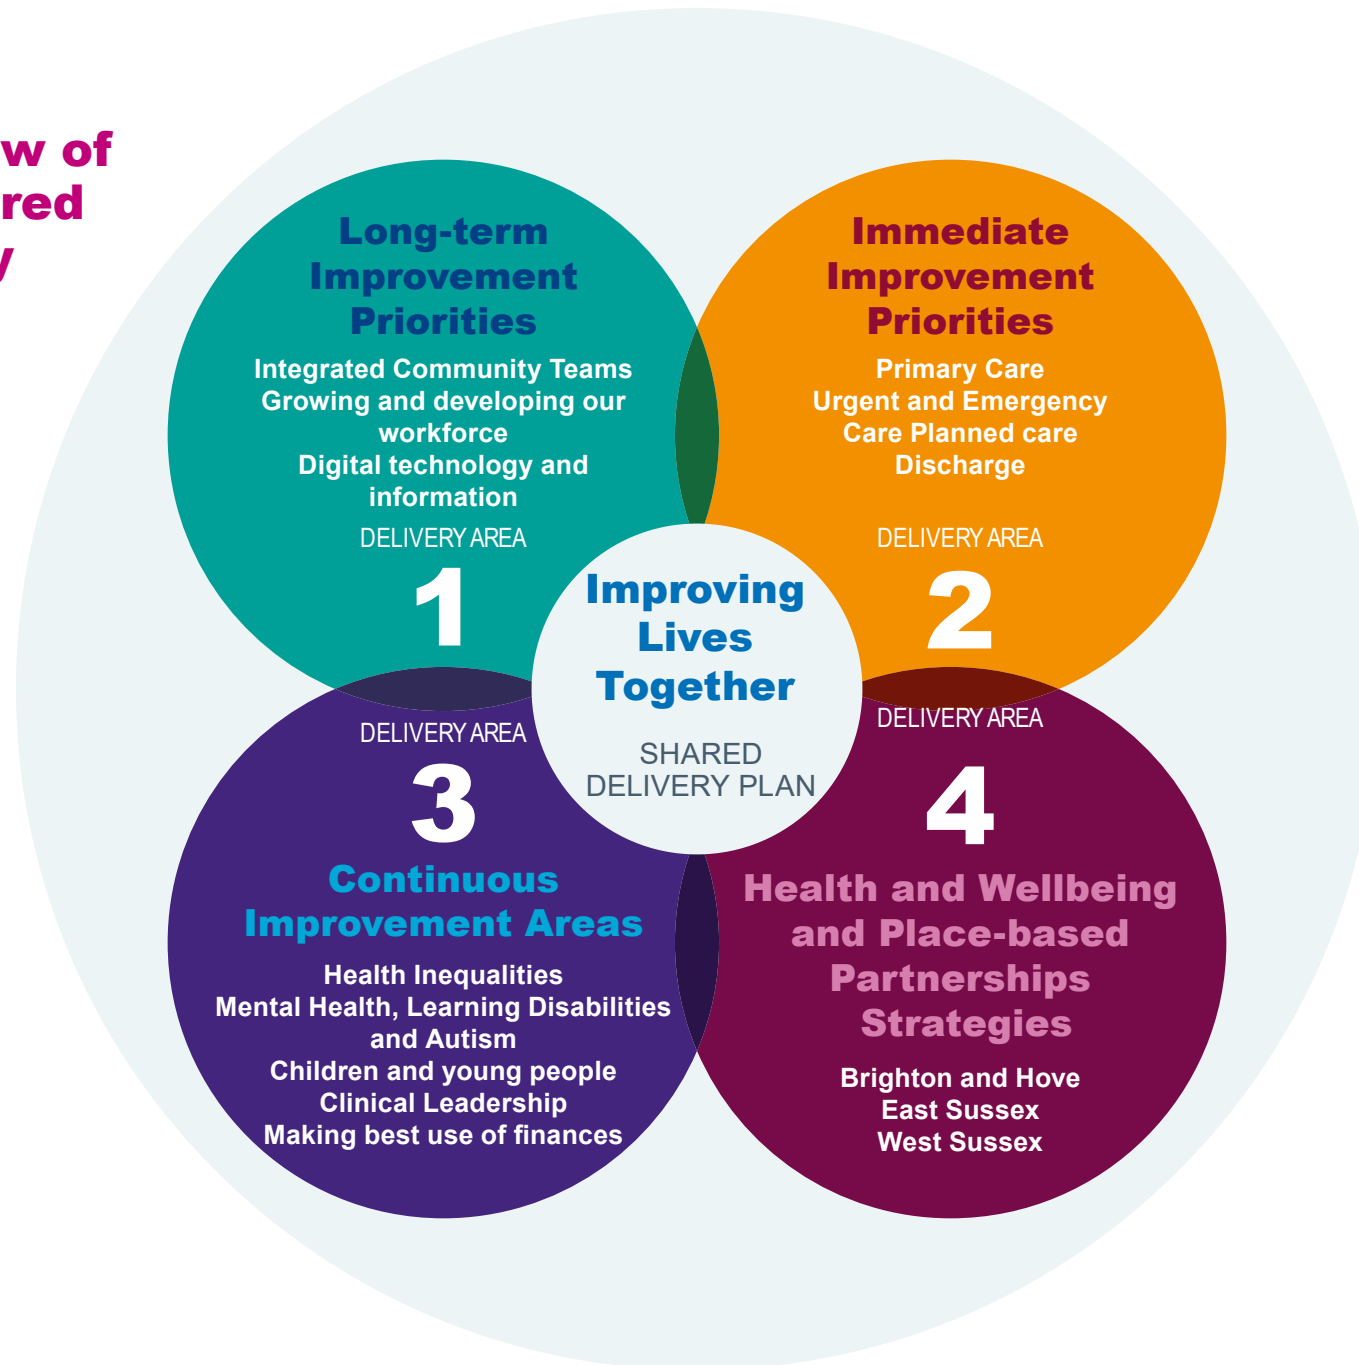 w of
red
y
Long-term
Improvement
Priorities
Integrated Community Teams
Growing and developing our
workforce
Digital technology and
information
DELIVERY AREA
1
Immediate
Improvement
Priorities
Primary Care
Urgent and Emergency
Care Planned care
Discharge
DELIVERY AREA
2
Improving
Lives
Together
SHARED
DELIVERY PLAN
DELIVERY AREA
3
Continuous
Improvement Areas
Health Inequalities
Mental Health, Learning Disabilities
and Autism
Children and young people
Clinical Leadership
Making best use of finances
DELIVERY AREA
4
Health and Wellbeing
and Place-based
Partnerships
Strategies
Brighton and Hove
East Sussex
West Sussex